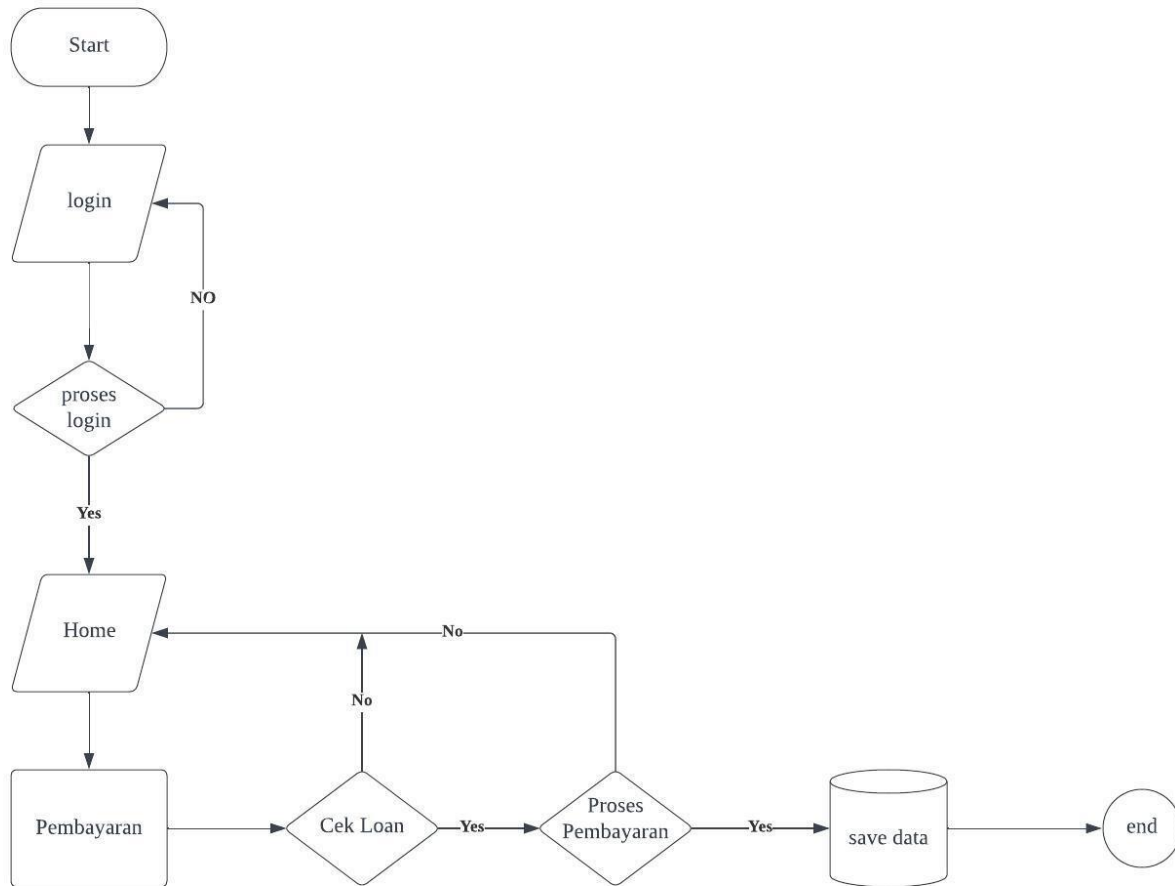 Start
login
NO
proses
login
Yes
Home
No
No
Pembayaran
Cek Loan
Yes
Proses
Pembayaran
Yes
save data
end